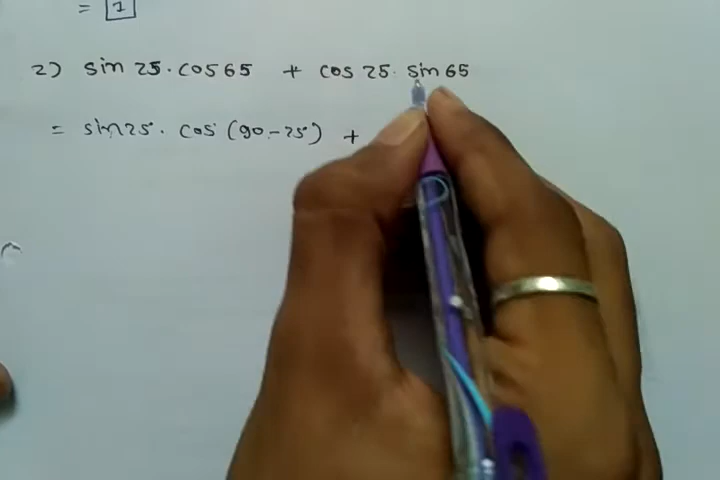 = 1
2) sin 25 · cos 65 + cos 25 · sin 65
= sin 25° · cos (90 - 25°) +